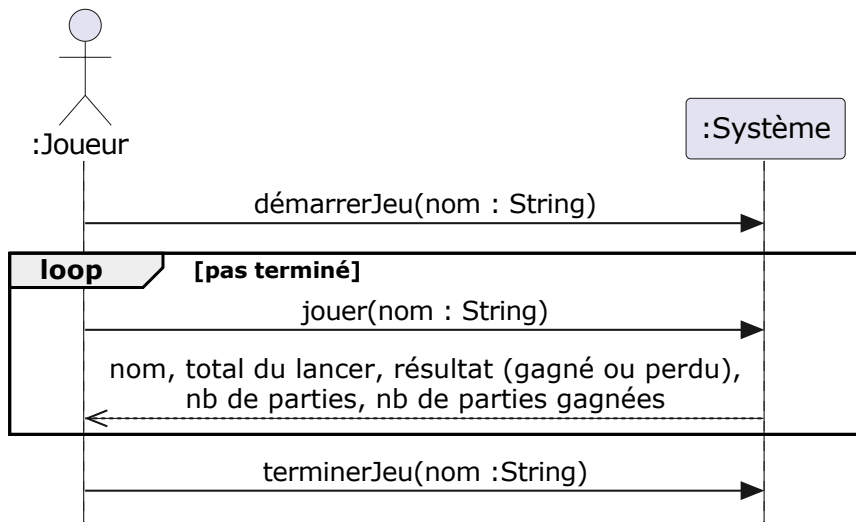 :Joueur
:Système
démarrerJeu(nom : String)
loop [pas terminé]
jouer(nom : String)
nom, total du lancer, résultat (gagné ou perdu),
nb de parties, nb de parties gagnées
terminerJeu(nom :String)